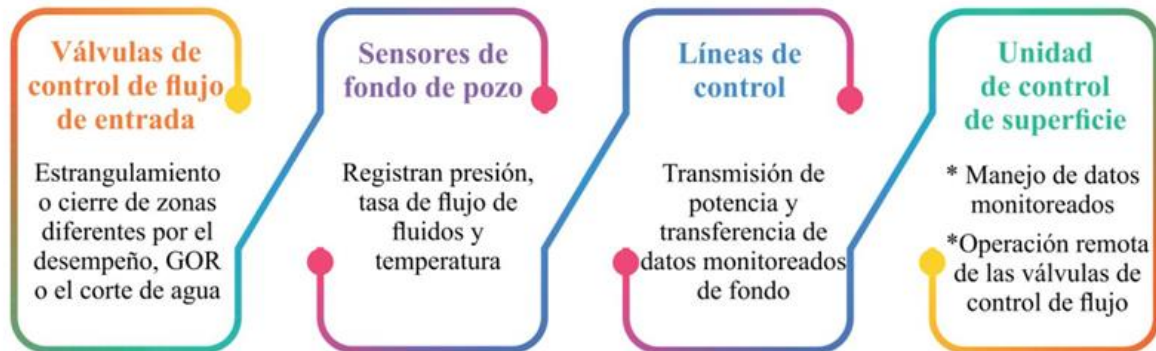 Válvulas de
control de flujo
de entrada
Estrangulamiento
o cierre de zonas
diferentes por el
desempeño, GOR
o el corte de agua
Sensores de
fondo de pozo
Registran presión,
tasa de flujo de
fluidos y
temperatura
Líneas de
control
Transmisión de
potencia y
transferencia de
datos monitoreados
de fondo
Unidad
de control
de superficie
* Manejo de datos
monitoreados
*Operación remota
de las válvulas de
control de flujo